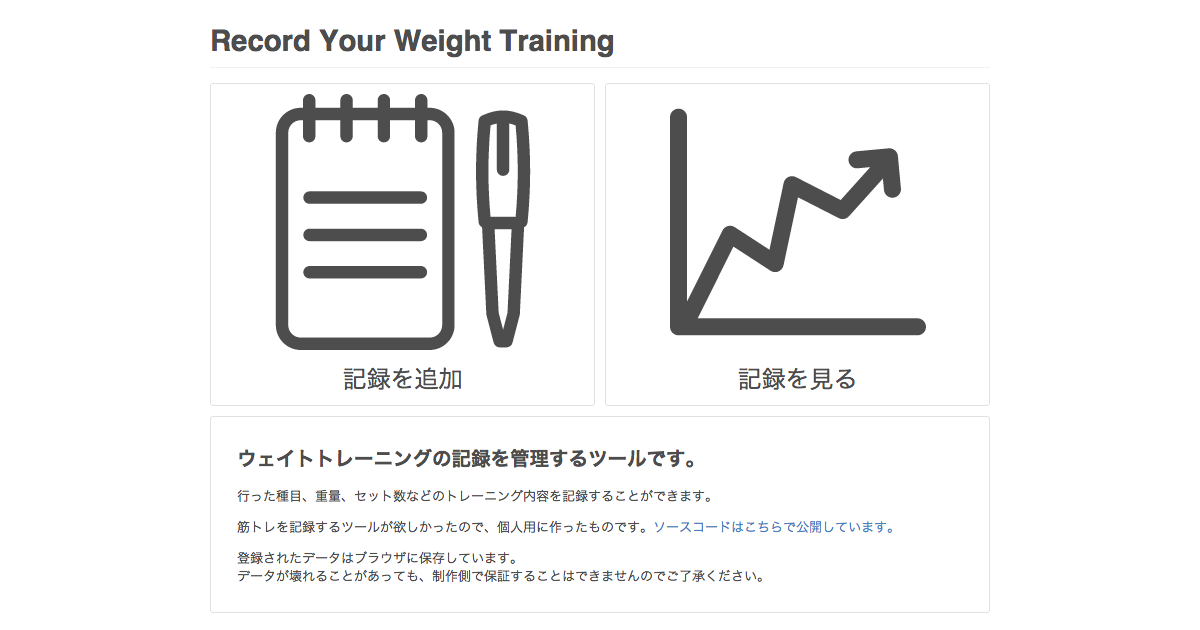 Record Your Weight Training
記録を追加
記録を見る
ウェイトトレーニングの記録を管理するツールです。
行った種目、重量、セット数などのトレーニング内容を記録することができます。
筋トレを記録するツールが欲しかったので、個人用に作ったものです。ソースコードはこちらで公開しています。
登録されたデータはブラウザに保存しています。
データが壊れることがあっても、制作側で保証することはできませんのでご了承ください。